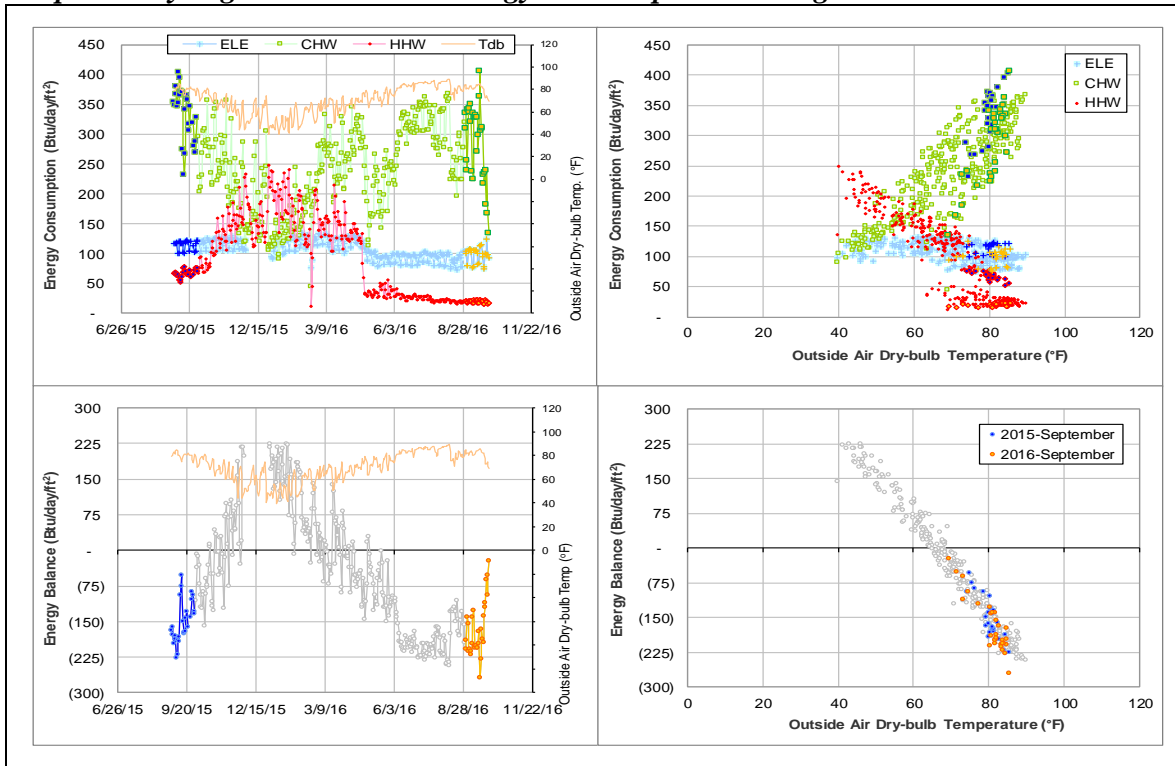 ELE CHW HHW Tdb
Energy Consumption (Btu/day/ft²)
450
400
350
300
250
200
150
100
50
-
120
100
80
60
40
20
0
Outside Air Dry-bulb Temp. (°F)
6/26/15 9/20/15 12/15/15 3/9/16 6/3/16 8/28/16 11/22/16
Energy Consumption (Btu/day/ft²)
450
400
350
300
250
200
150
100
50
-
ELE
CHW
HHW
0 20 40 60 80 100 120
Outside Air Dry-bulb Temperature (°F)
Energy Balance (Btu/day/ft²)
300
225
150
75
-
(75)
(150)
(225)
(300)
120
100
80
60
40
20
0
Outside Air Dry-bulb Temp (°F)
6/26/15 9/20/15 12/15/15 3/9/16 6/3/16 8/28/16 11/22/16
Energy Balance (Btu/day/ft²)
300
225
150
75
-
(75)
(150)
(225)
(300)
2015-September
2016-September
0 20 40 60 80 100 120
Outside Air Dry-bulb Temperature (°F)